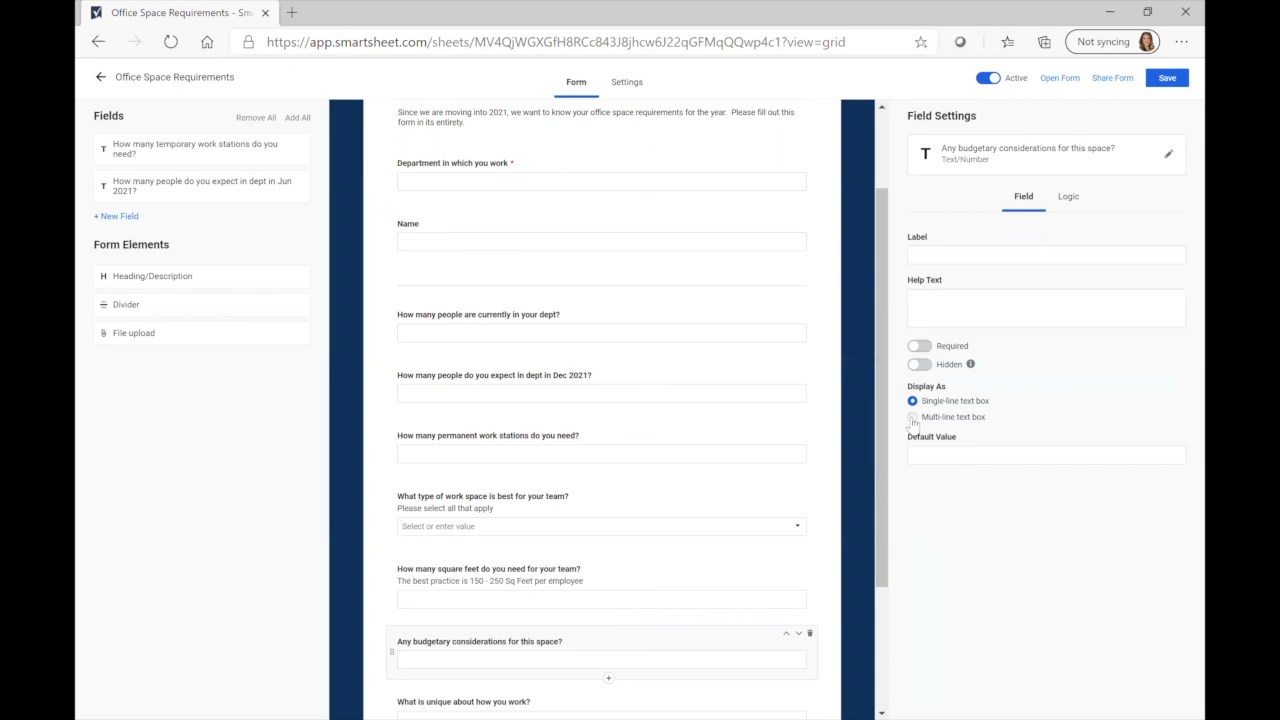 Office Space Requirements - Sm
https://app.smartsheet.com/sheets/MV4QjWGXGfH8RCc843J8jhcw6J22qGFMqQQwp4c1?view=grid
Not syncing
Office Space Requirements
Form
Settings
Active
Open Form
Share Form
Save
Fields
Remove All
Add All
T
How many temporary work stations do you
need?
T
How many people do you expect in dept in Jun
2021?
+ New Field
Form Elements
H
Heading/Description
Divider
File upload
Since we are moving into 2021, we want to know your office space requirements for the year. Please fill out this
form in its entirety.
Department in which you work *
Name
How many people are currently in your dept?
How many people do you expect in dept in Dec 2021?
How many permanent work stations do you need?
What type of work space is best for your team?
Please select all that apply
Select or enter value
How many square feet do you need for your team?
The best practice is 150 - 250 Sq Feet per employee
Any budgetary considerations for this space?
What is unique about how you work?
Field Settings
T
Any budgetary considerations for this space?
Text/Number
Field
Logic
Label
Help Text
Required
Hidden
Display As
Single-line text box
Multi-line text box
Default Value